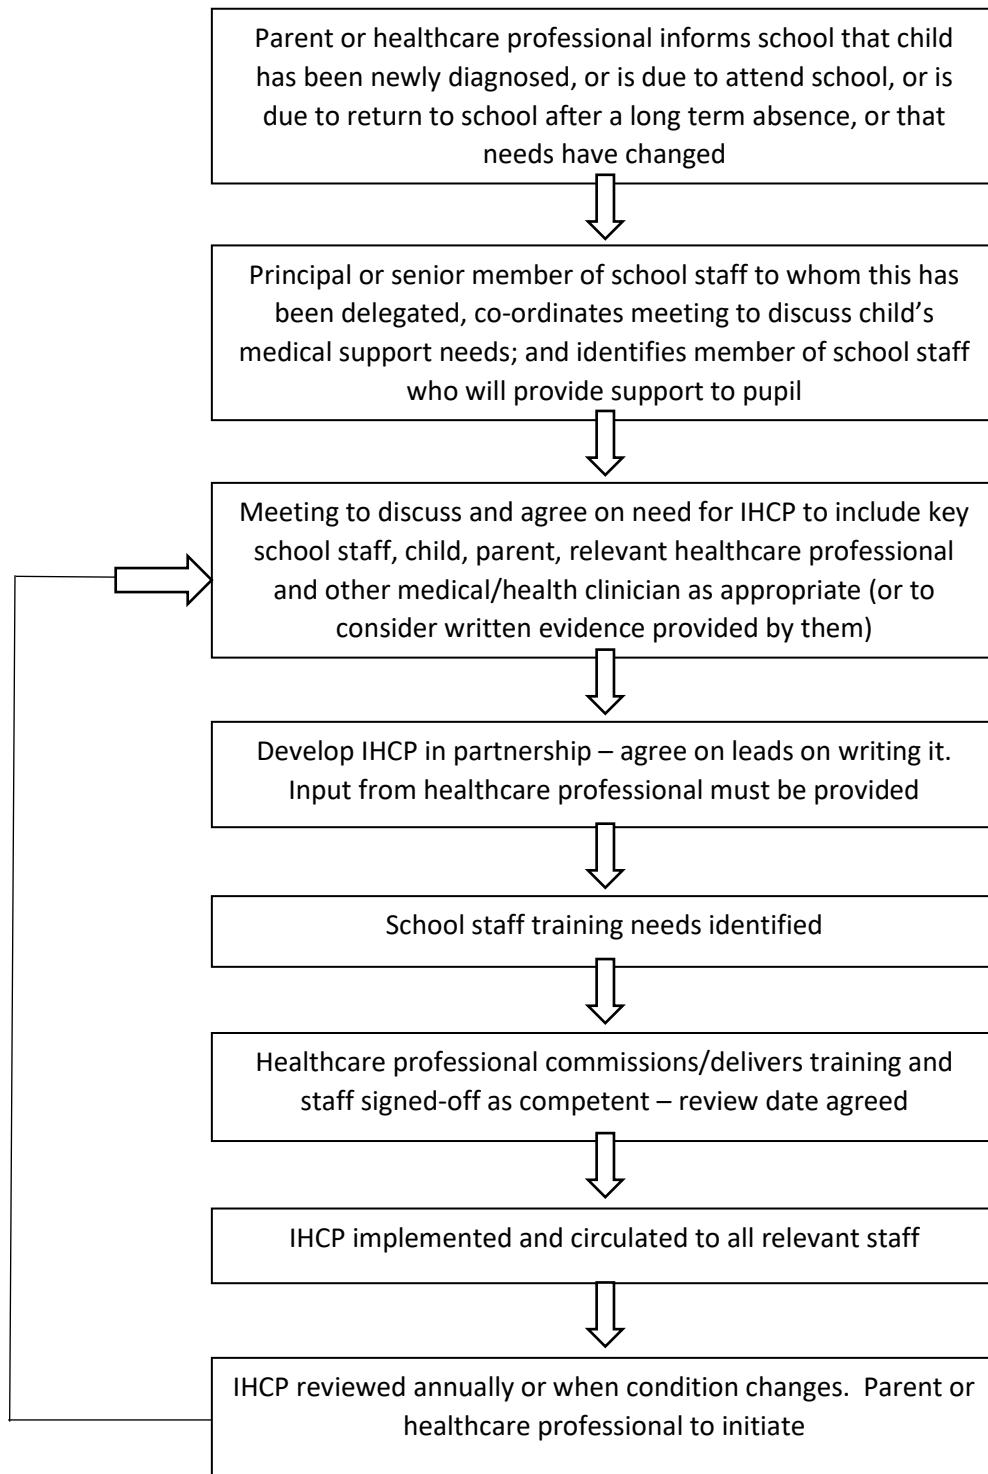 Parent or healthcare professional informs school that child
has been newly diagnosed, or is due to attend school, or is
due to return to school after a long term absence, or that
needs have changed
Principal or senior member of school staff to whom this has
been delegated, co-ordinates meeting to discuss child’s
medical support needs; and identifies member of school staff
who will provide support to pupil
Meeting to discuss and agree on need for IHCP to include key
school staff, child, parent, relevant healthcare professional
and other medical/health clinician as appropriate (or to
consider written evidence provided by them)
Develop IHCP in partnership – agree on leads on writing it.
Input from healthcare professional must be provided
School staff training needs identified
Healthcare professional commissions/delivers training and
staff signed-off as competent – review date agreed
IHCP implemented and circulated to all relevant staff
IHCP reviewed annually or when condition changes.  Parent or
healthcare professional to initiate